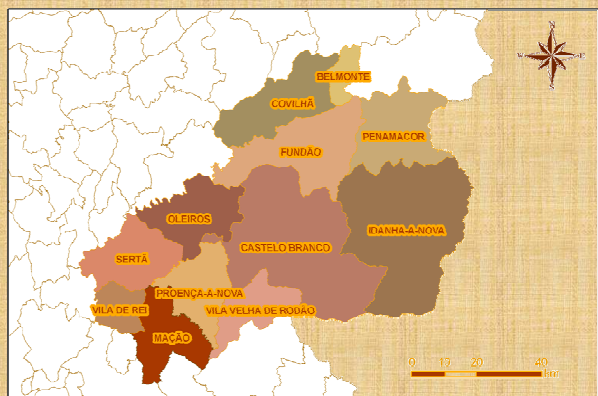 N
W E
S
BELMONTE
COVILHÃ
PENAMACOR
FUNDÃO
OLEIROS
IDANHA-A-NOVA
CASTELO BRANCO
SERTÃ
PROENÇA-A-NOVA
VILA DE REI
VILA VELHA DE RODÃO
MAÇÃO
0 10 20 40
Km